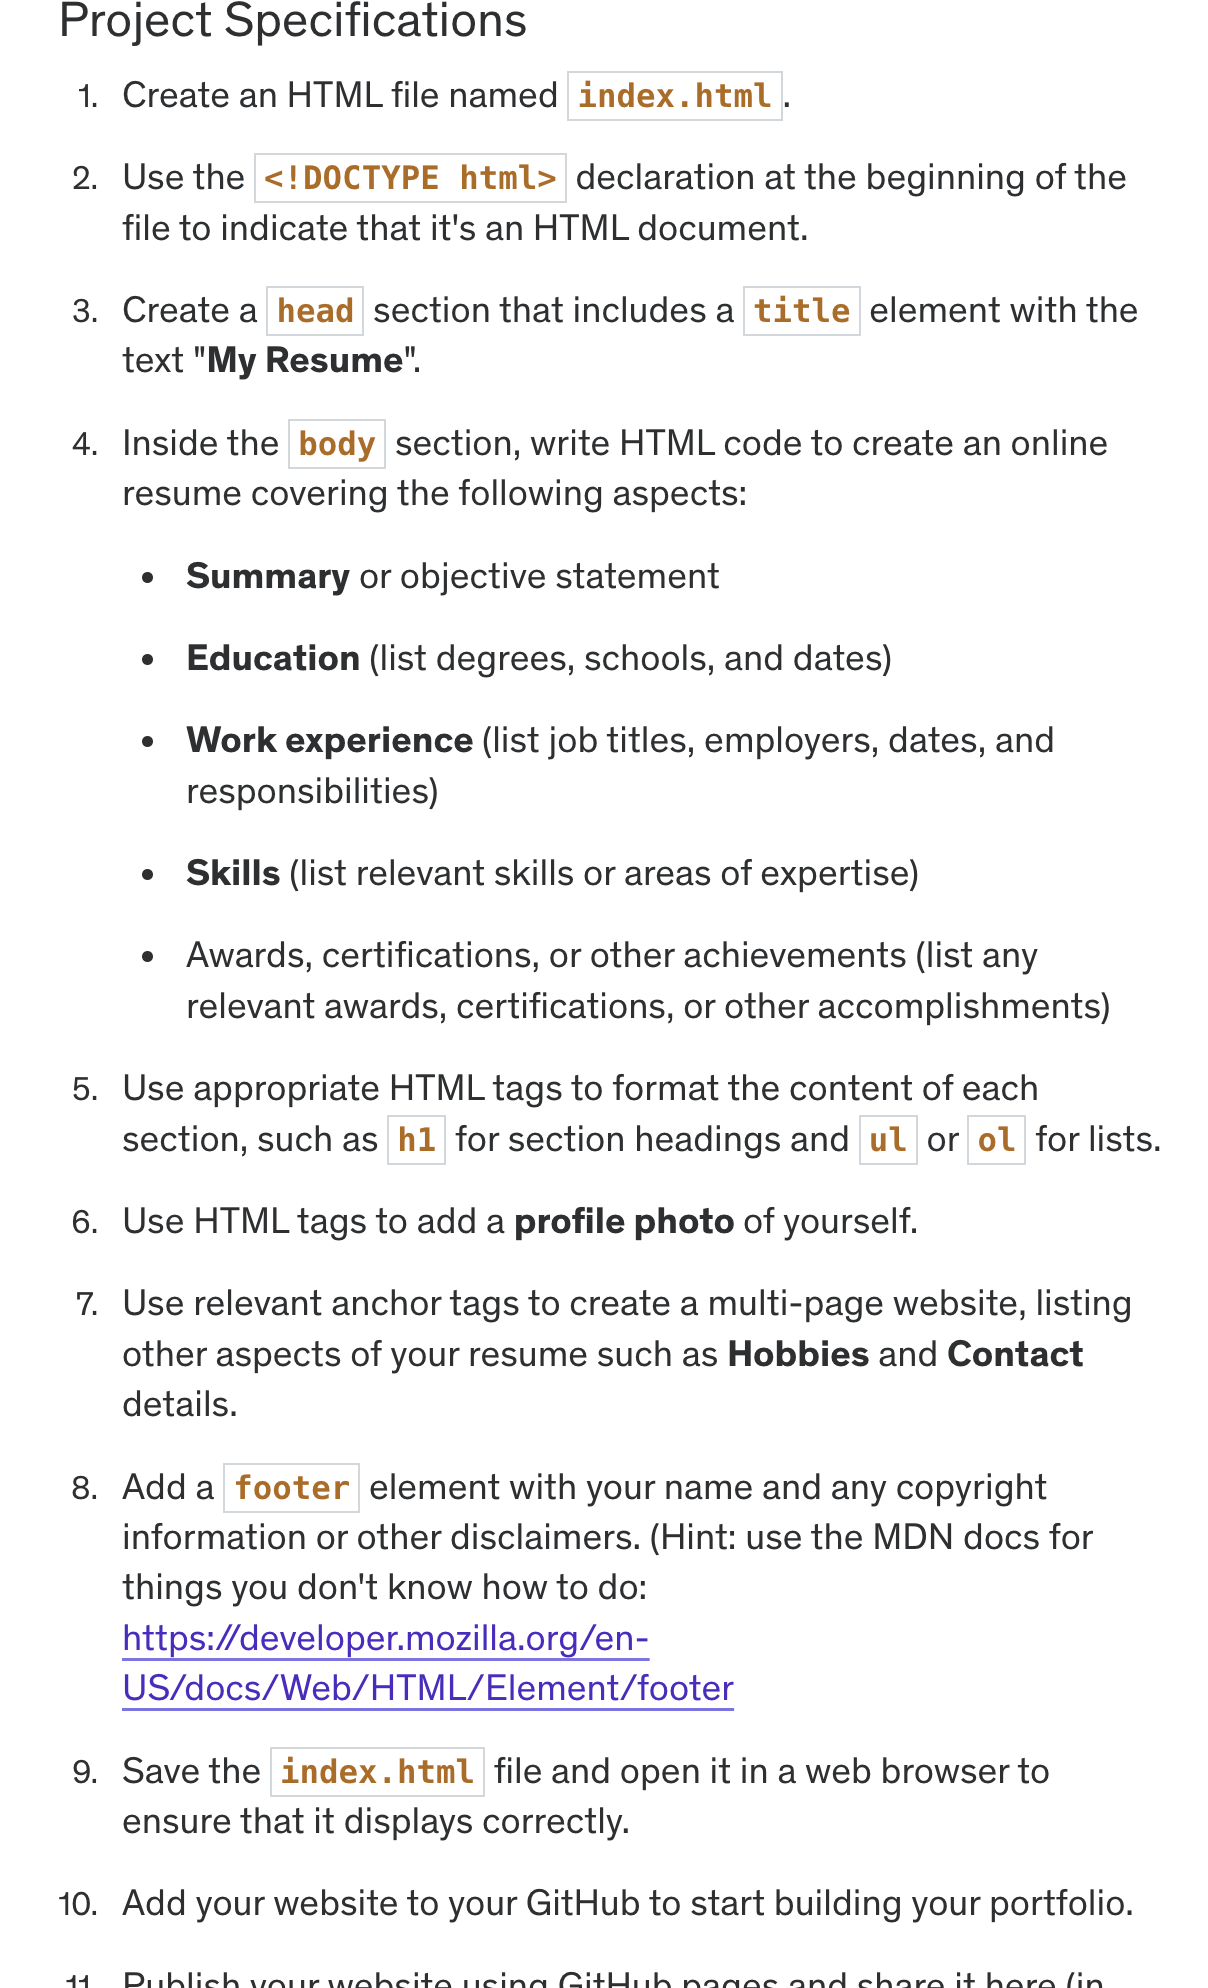 Project Specifications
1. Create an HTML file named index.html.
2. Use the <!DOCTYPE html> declaration at the beginning of the
file to indicate that it's an HTML document.
3. Create a head section that includes a title element with the
text "My Resume".
4. Inside the body section, write HTML code to create an online
resume covering the following aspects:
• Summary or objective statement
• Education (list degrees, schools, and dates)
• Work experience (list job titles, employers, dates, and
responsibilities)
• Skills (list relevant skills or areas of expertise)
• Awards, certifications, or other achievements (list any
relevant awards, certifications, or other accomplishments)
5. Use appropriate HTML tags to format the content of each
section, such as h1 for section headings and ul or ol for lists.
6. Use HTML tags to add a profile photo of yourself.
7. Use relevant anchor tags to create a multi-page website, listing
other aspects of your resume such as Hobbies and Contact
details.
8. Add a footer element with your name and any copyright
information or other disclaimers. (Hint: use the MDN docs for
things you don't know how to do:
https://developer.mozilla.org/en-
US/docs/Web/HTML/Element/footer
9. Save the index.html file and open it in a web browser to
ensure that it displays correctly.
10. Add your website to your GitHub to start building your portfolio.
11. Publish your website using GitHub pages and share it here (in